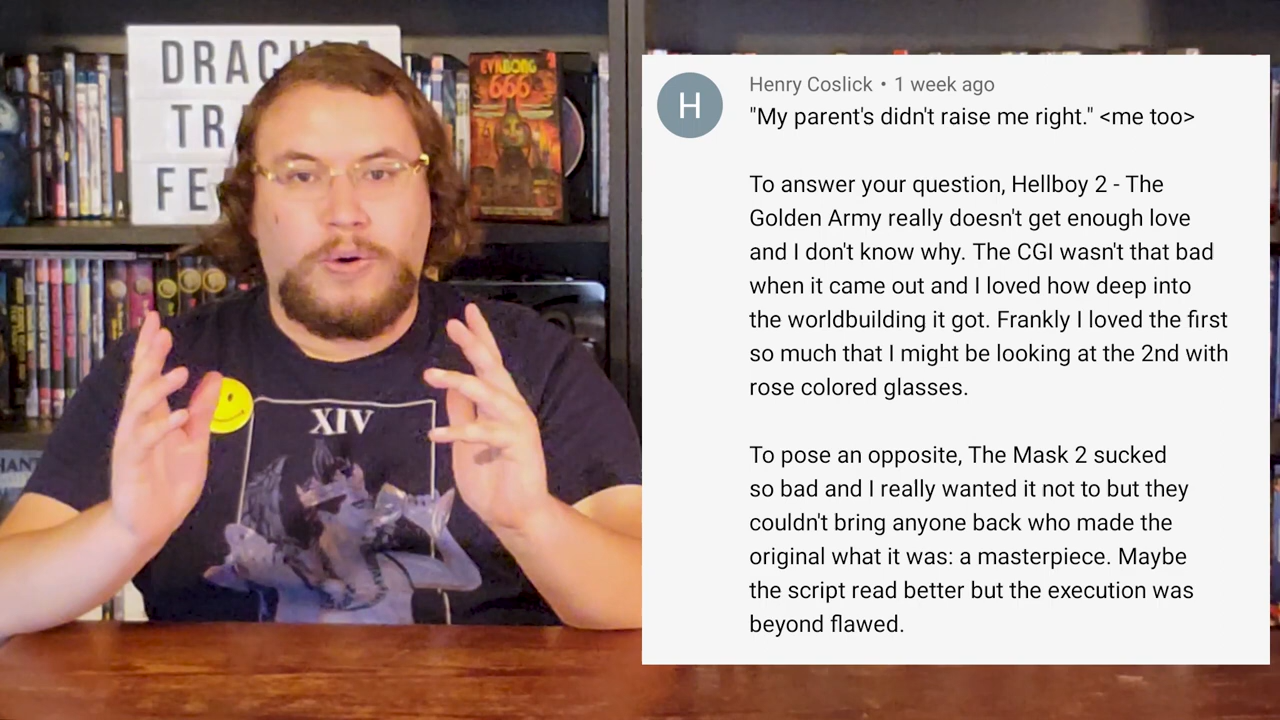 DRACULA
TR
FE
EVILBONG
666
XIV
H
Henry Coslick • 1 week ago
"My parent's didn't raise me right." <me too>
To answer your question, Hellboy 2 - The
Golden Army really doesn't get enough love
and I don't know why. The CGI wasn't that bad
when it came out and I loved how deep into
the worldbuilding it got. Frankly I loved the first
so much that I might be looking at the 2nd with
rose colored glasses.
To pose an opposite, The Mask 2 sucked
so bad and I really wanted it not to but they
couldn't bring anyone back who made the
original what it was: a masterpiece. Maybe
the script read better but the execution was
beyond flawed.